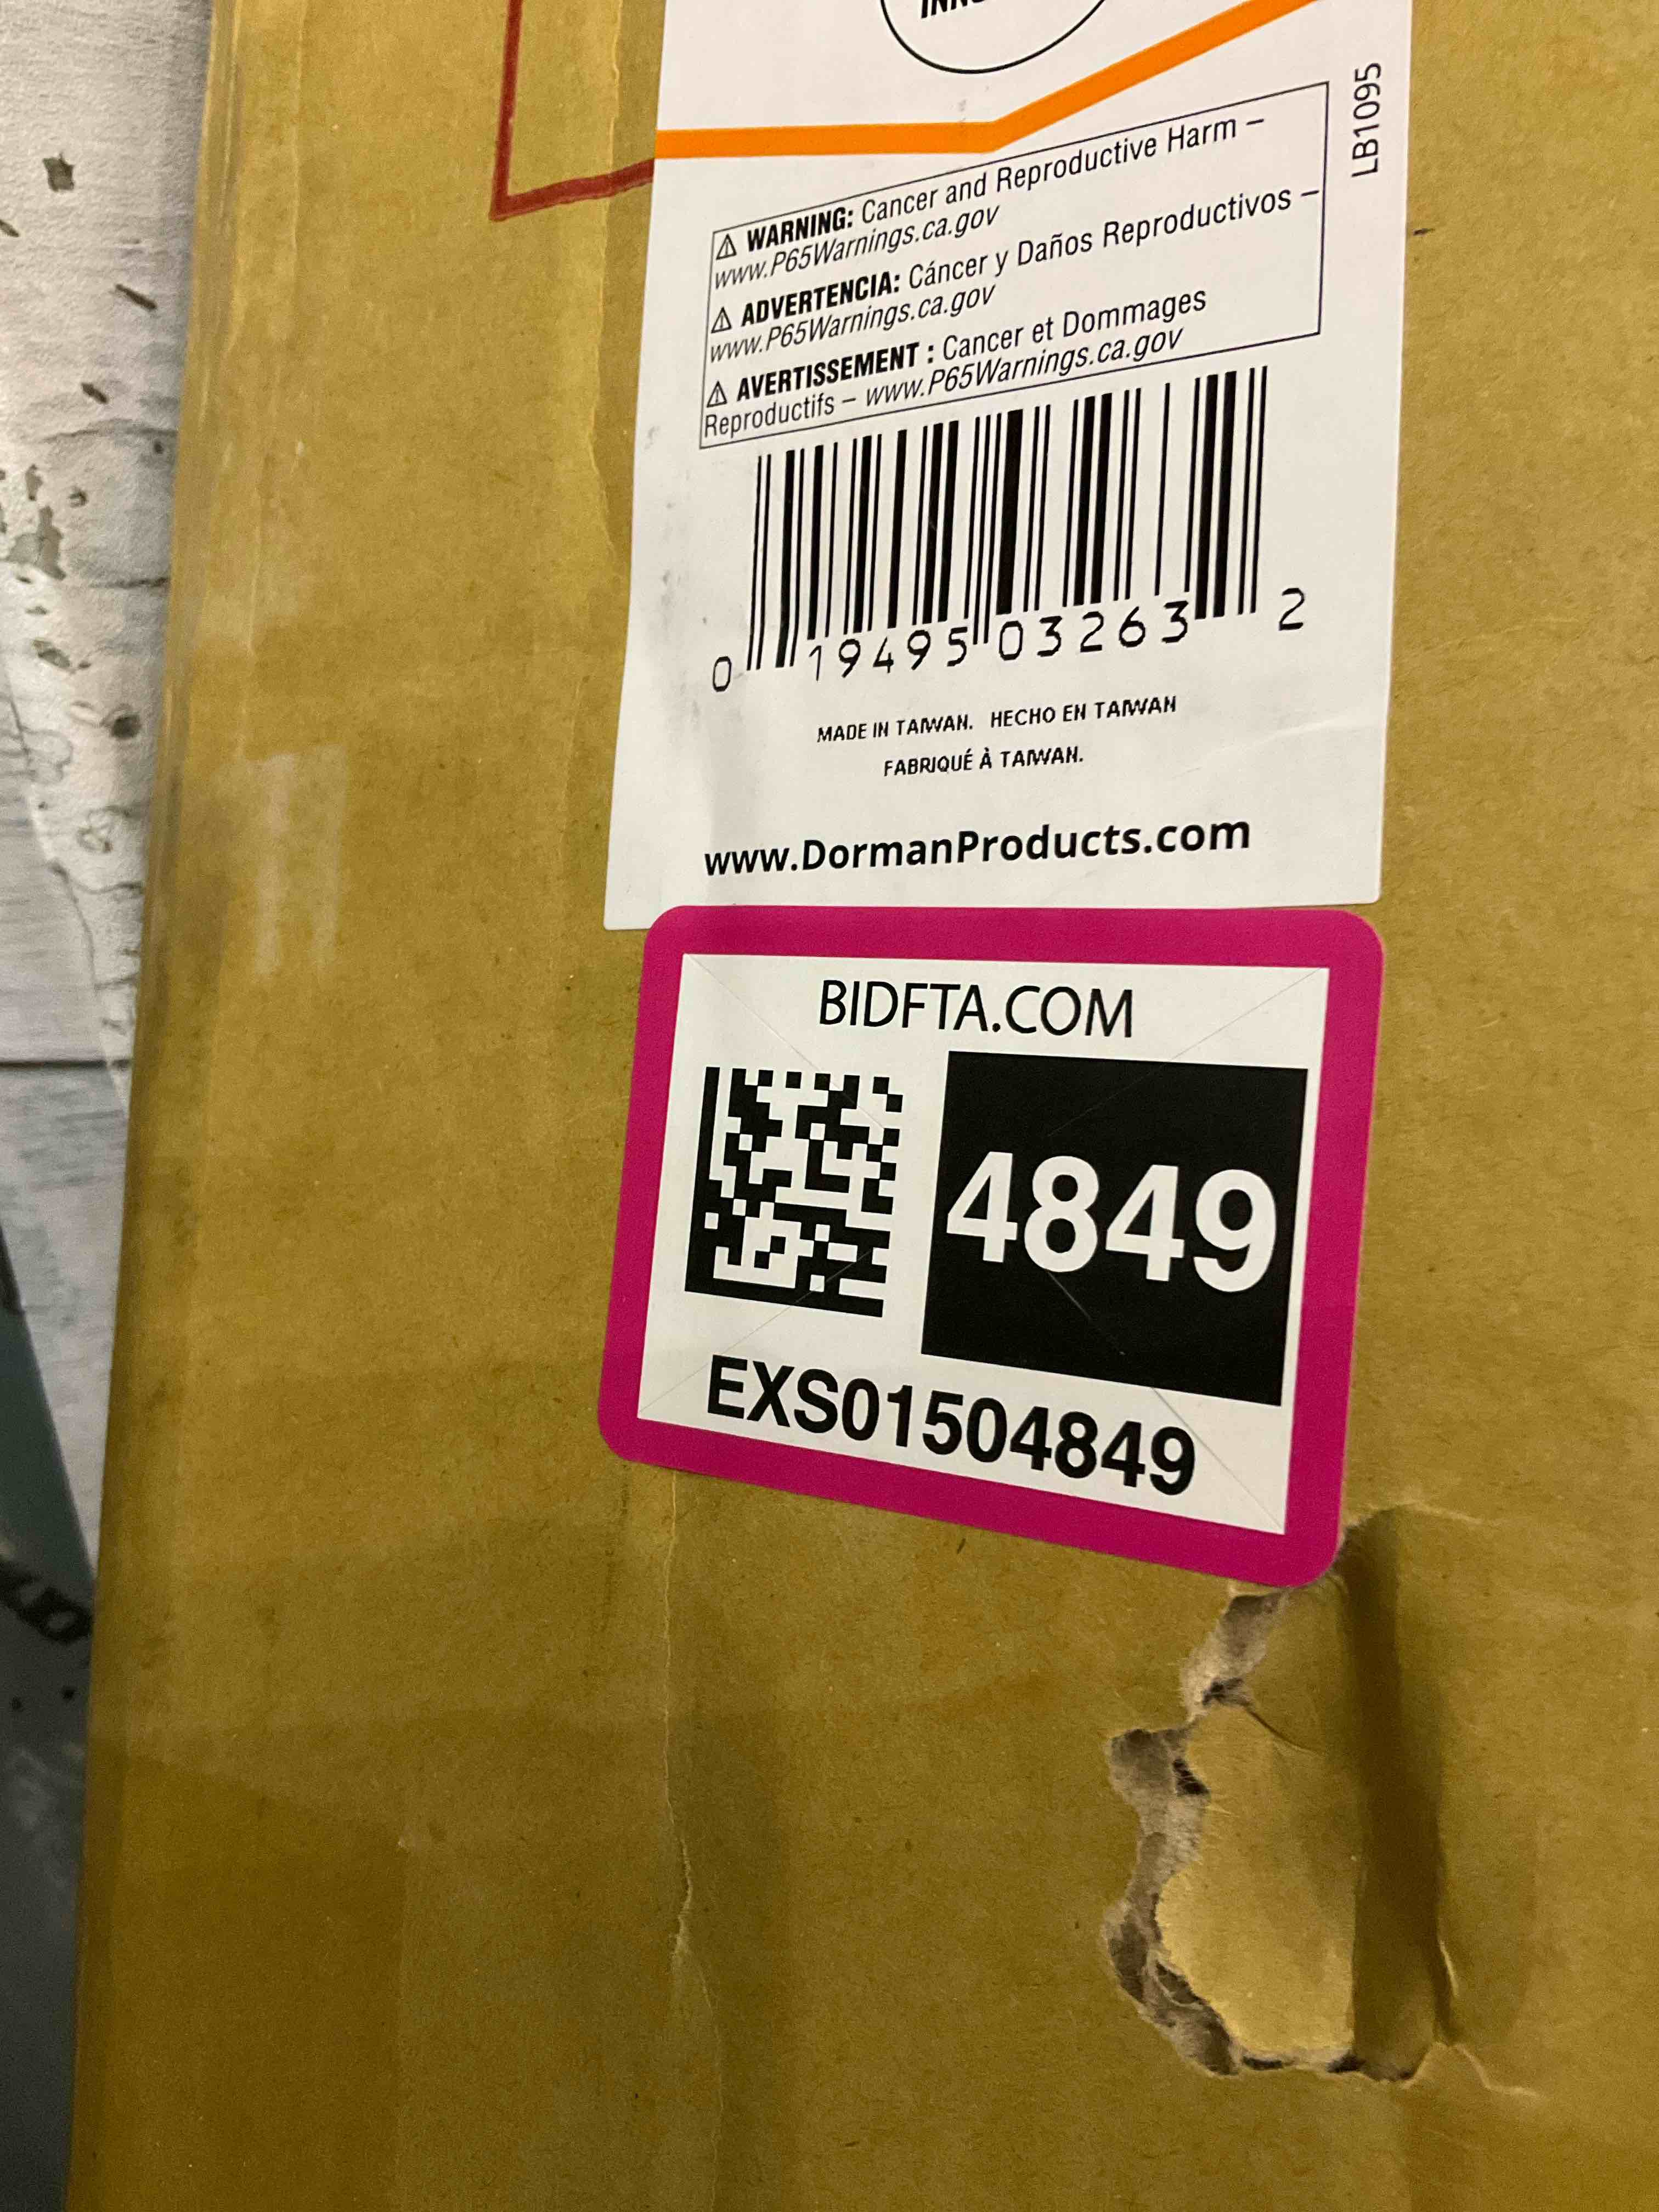 LB1095
⚠ WARNING: Cancer and Reproductive Harm –
www.P65Warnings.ca.gov
⚠ ADVERTENCIA: Cáncer y Daños Reproductivos –
www.P65Warnings.ca.gov
⚠ AVERTISSEMENT : Cancer et Dommages
Reproductifs – www.P65Warnings.ca.gov
0 19495 03263 2
MADE IN TAIWAN. HECHO EN TAIWAN
FABRIQUÉ À TAIWAN.
www.DormanProducts.com
BIDFTA.COM
4849
EXS01504849